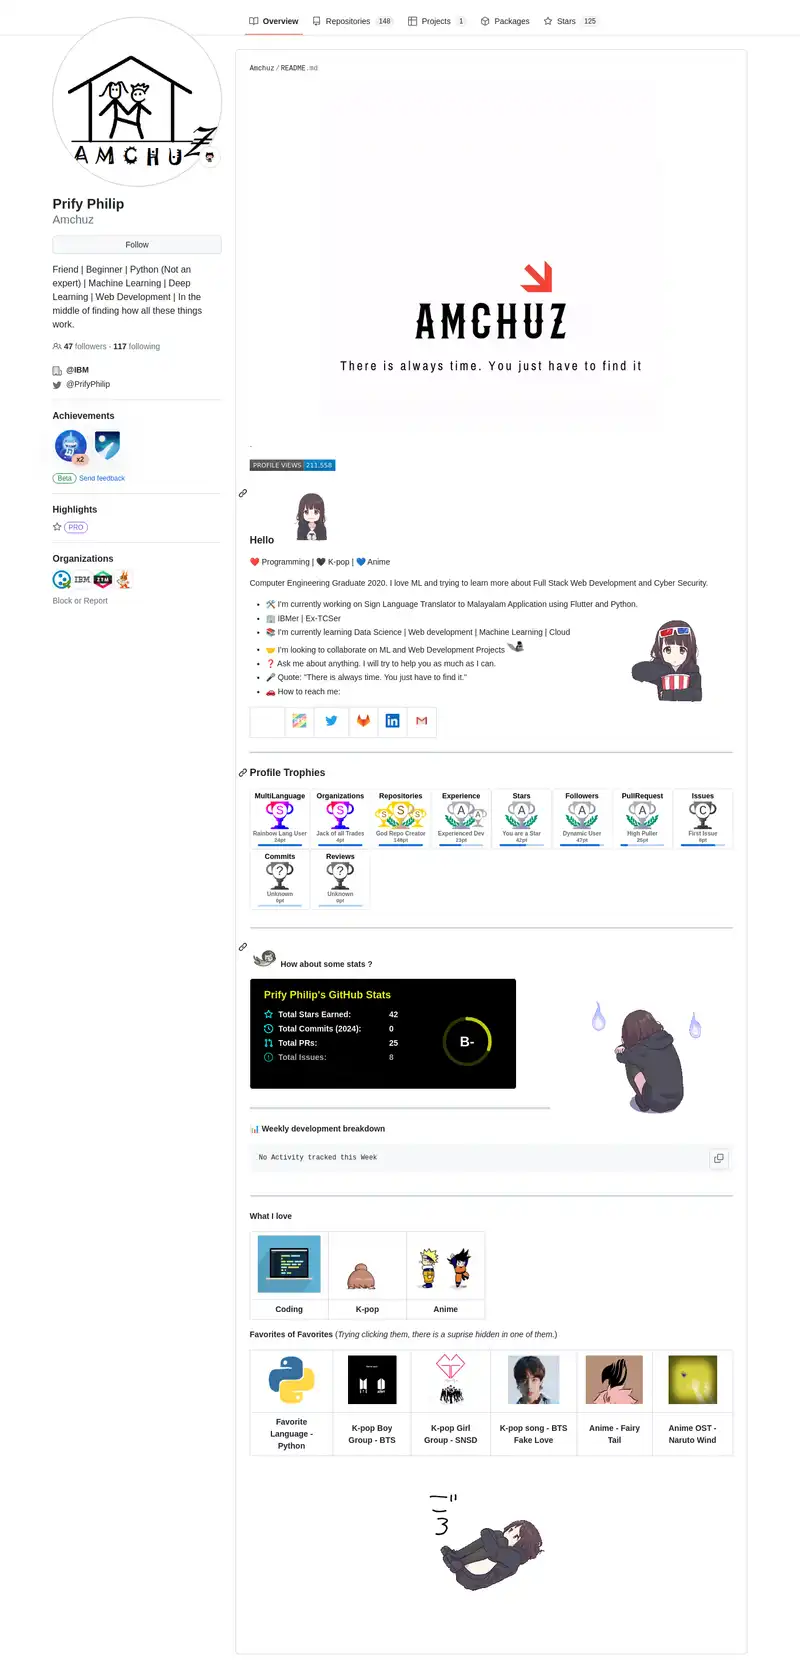 Overview
Repositories 148
Projects 1
Packages
Stars 125
AMCHUZ
Prify Philip
Amchuz
Follow
Friend | Beginner | Python (Not an
expert) | Machine Learning | Deep
Learning | Web Development | In the
middle of finding how all these things
work.
47 followers · 117 following
@IBM
@PrifyPhilip
Achievements
x2
Beta Send feedback
Highlights
PRO
Organizations
IBM
Block or Report
Amchuz/README.md
AMCHUZ
There is always time. You just have to find it
.
PROFILE VIEWS 211,558
Hello
❤️ Programming | 🖤 K-pop | 💙 Anime
Computer Engineering Graduate 2020. I love ML and trying to learn more about Full Stack Web Development and Cyber Security.
• 🛠️ I'm currently working on Sign Language Translator to Malayalam Application using Flutter and Python.
• 🏢 IBMer | Ex-TCSer
• 📚 I'm currently learning Data Science | Web development | Machine Learning | Cloud
• 🤝 I'm looking to collaborate on ML and Web Development Projects
• ❓ Ask me about anything. I will try to help you as much as I can.
• 🎤 Quote: "There is always time. You just have to find it."
• 🚗 How to reach me:
Profile Trophies
MultiLanguage
S
Rainbow Lang User
24pt
Organizations
S
Jack of all Trades
4pt
Repositories
S S S
God Repo Creator
148pt
Experience
A A
Experienced Dev
23pt
Stars
A
You are a Star
42pt
Followers
A
Dynamic User
47pt
PullRequest
A
High Puller
25pt
Issues
C
First Issue
8pt
Commits
?
Unknown
0pt
Reviews
?
Unknown
0pt
How about some stats ?
Prify Philip's GitHub Stats
Total Stars Earned: 42
Total Commits (2024): 0
Total PRs: 25
Total Issues: 8
B-
📊 Weekly development breakdown
No Activity tracked this Week
What I love
Coding
K-pop
Anime
Favorites of Favorites (Trying clicking them, there is a suprise hidden in one of them.)
Favorite
Language -
Python
K-pop Boy
Group - BTS
K-pop Girl
Group - SNSD
K-pop song - BTS
Fake Love
Anime - Fairy
Tail
Anime OST -
Naruto Wind